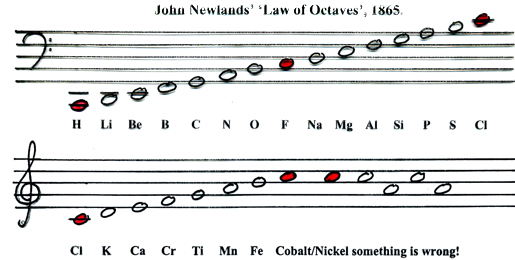 John Newlands' 'Law of Octaves', 1865.
H Li Be B C N O F Na Mg Al Si P S Cl
Cl K Ca Cr Ti Mn Fe Cobalt/Nickel something is wrong!